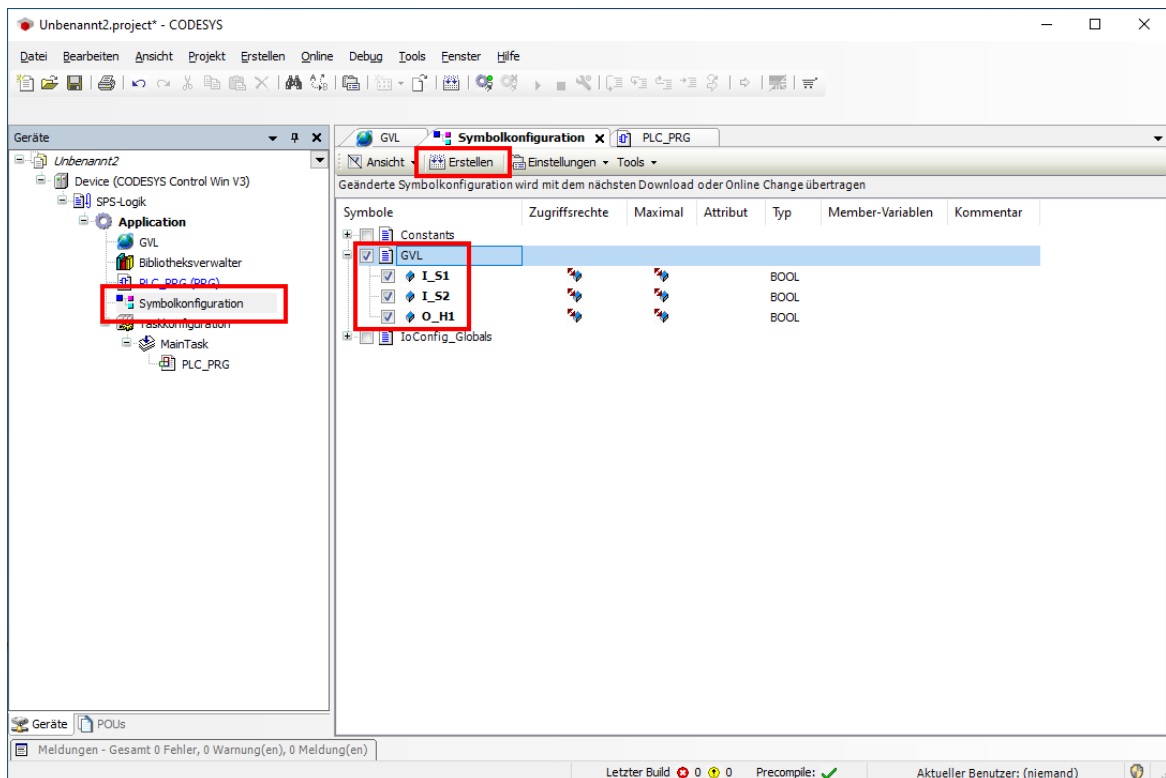 Unbenannt2.project* - CODESYS
Datei Bearbeiten Ansicht Projekt Erstellen Online Debug Tools Fenster Hilfe
Geräte
Unbenannt2
Device (CODESYS Control Win V3)
SPS-Logik
Application
GVL
Bibliotheksverwalter
PLC_PRG (PRG)
Symbolkonfiguration
Taskkonfiguration
MainTask
PLC_PRG
Geräte POUs
GVL Symbolkonfiguration PLC_PRG
Ansicht Erstellen Einstellungen Tools
Geänderte Symbolkonfiguration wird mit dem nächsten Download oder Online Change übertragen
Symbole Zugriffsrechte Maximal Attribut Typ Member-Variablen Kommentar
Constants
GVL
I_S1 BOOL
I_S2 BOOL
O_H1 BOOL
IoConfig_Globals
Meldungen - Gesamt 0 Fehler, 0 Warnung(en), 0 Meldung(en)
Letzter Build 0 0 Precompile: Aktueller Benutzer: (niemand)